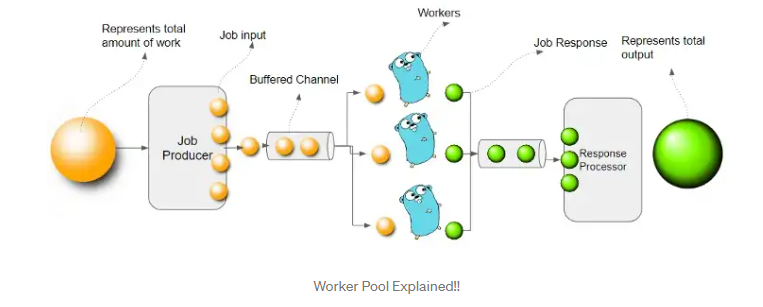 Represents total
amount of work
Job input
Buffered Channel
Workers
Job Response
Represents total
output
Job
Producer
Response
Processor
Worker Pool Explained!!